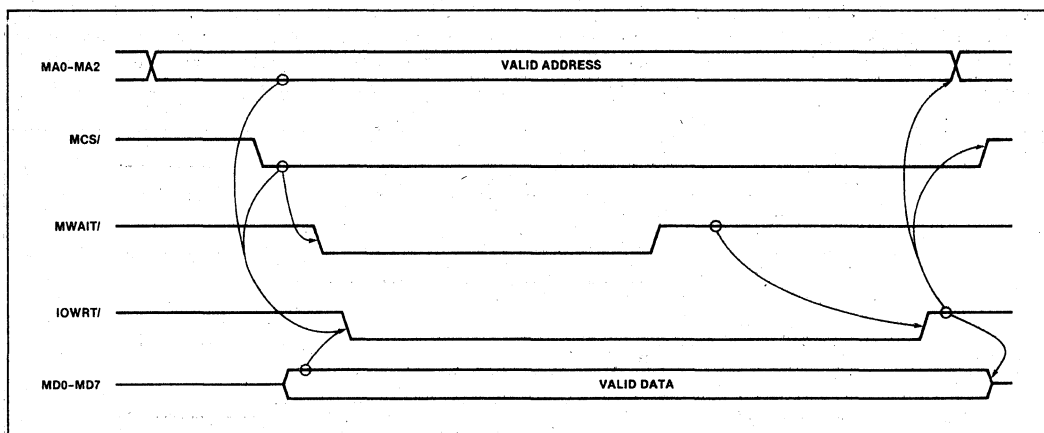 MA0-MA2
VALID ADDRESS
MCS/
MWAIT/
IOWRT/
MD0-MD7
VALID DATA